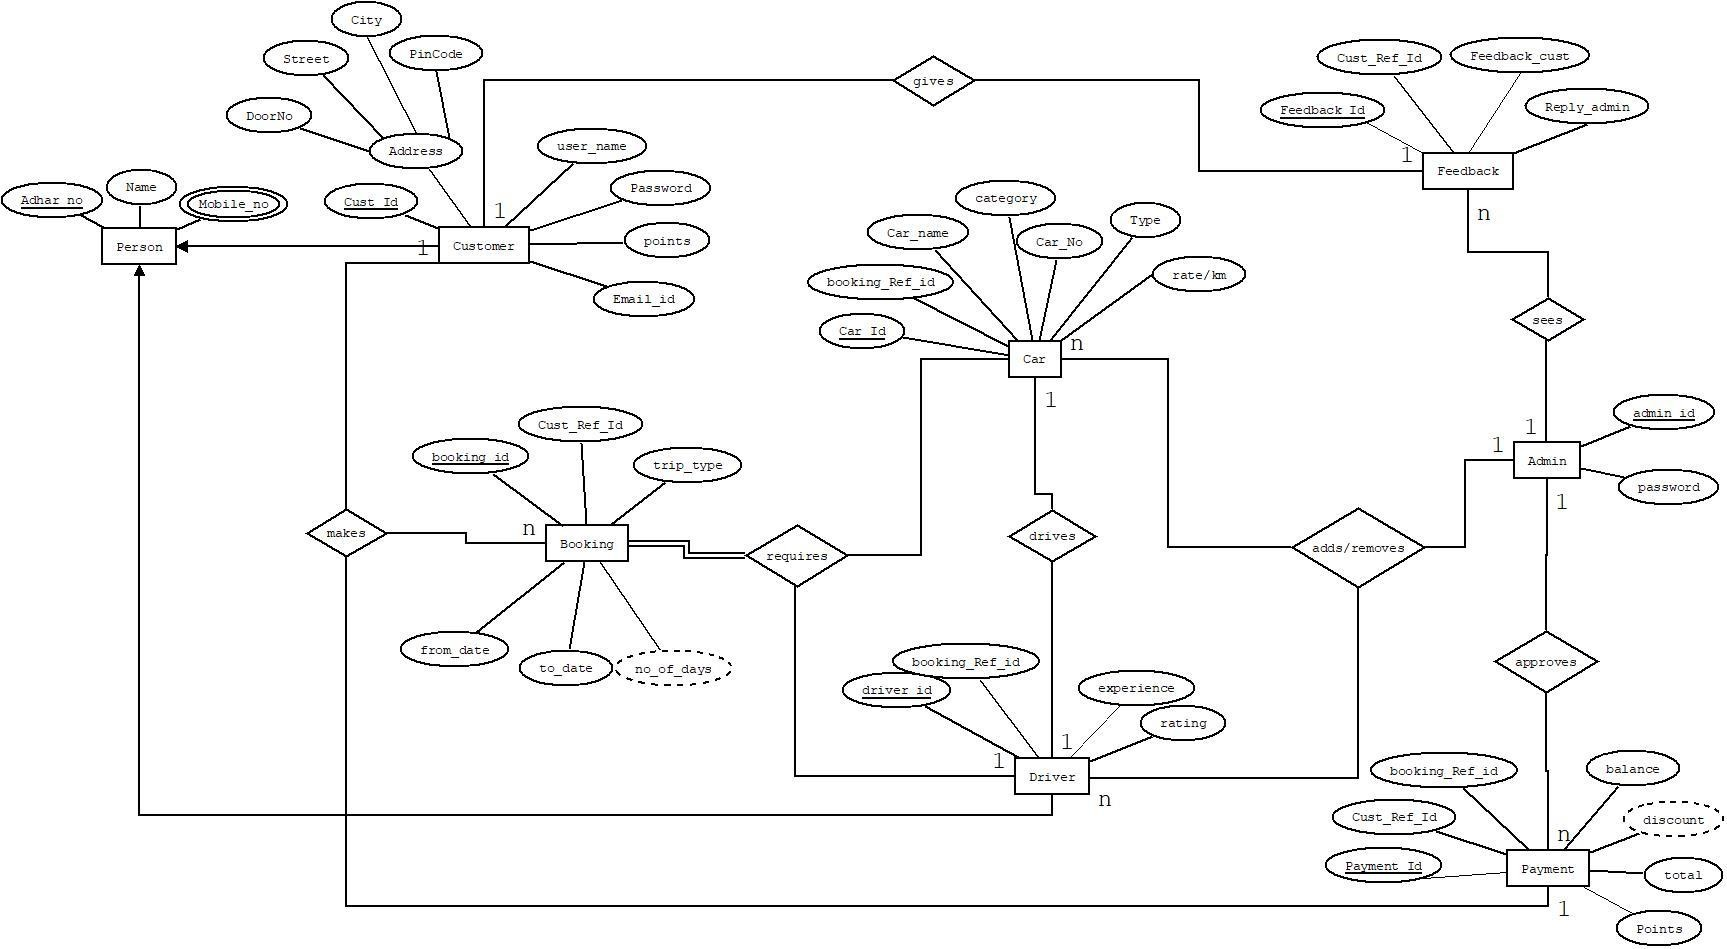 City
Street
PinCode
DoorNo
Address
user_name
Password
Cust_Id
points
Email_id
1
Customer
1
Adhar_no
Name
Mobile_no
Person
gives
Cust_Ref_Id
Feedback_cust
Feedback_Id
Reply_admin
1
Feedback
n
sees
category
Car_name
Car_No
Type
booking_Ref_id
rate/km
Car_Id
Car
n
1
1
1
Admin
admin_id
password
1
Cust_Ref_Id
booking_id
trip_type
makes
n
Booking
requires
drives
adds/removes
from_date
to_date
no_of_days
approves
booking_Ref_id
driver_id
experience
rating
1
1
Driver
n
booking_Ref_id
balance
Cust_Ref_Id
discount
n
Payment_Id
Payment
total
1
Points